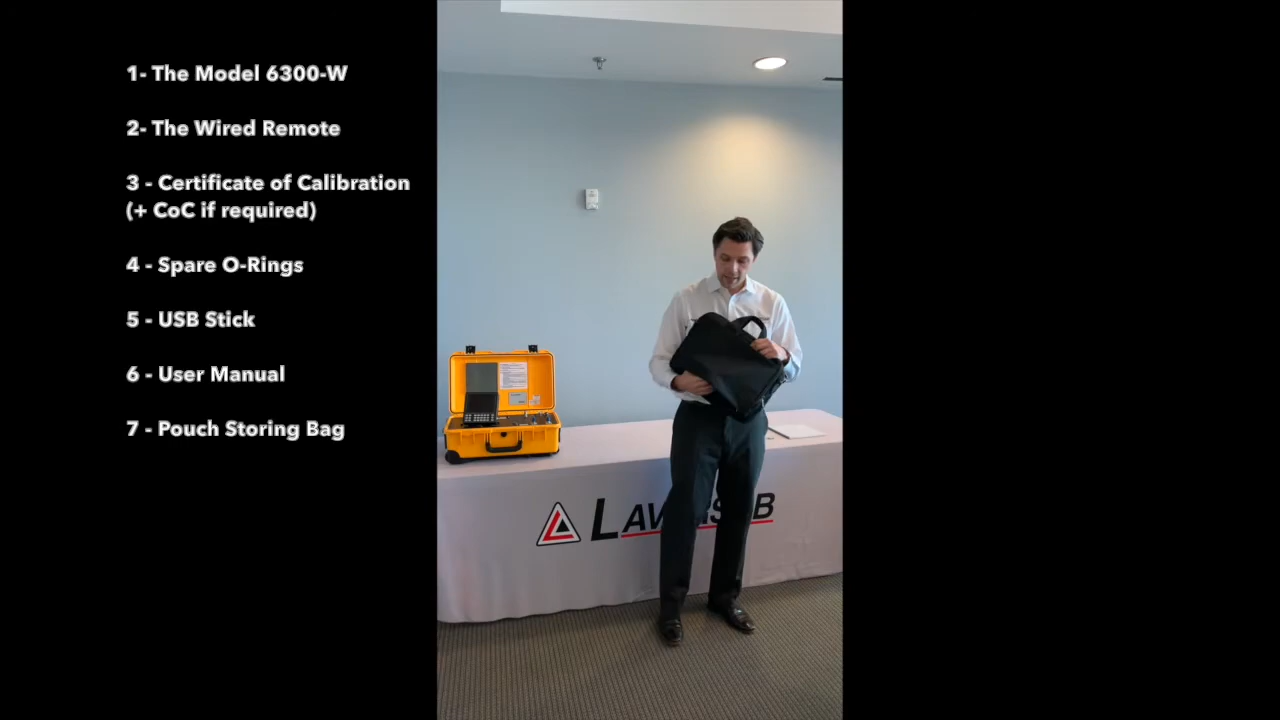 1- The Model 6300-W
2- The Wired Remote
3 - Certificate of Calibration
(+ CoC if required)
4 - Spare O-Rings
5 - USB Stick
6 - User Manual
7 - Pouch Storing Bag